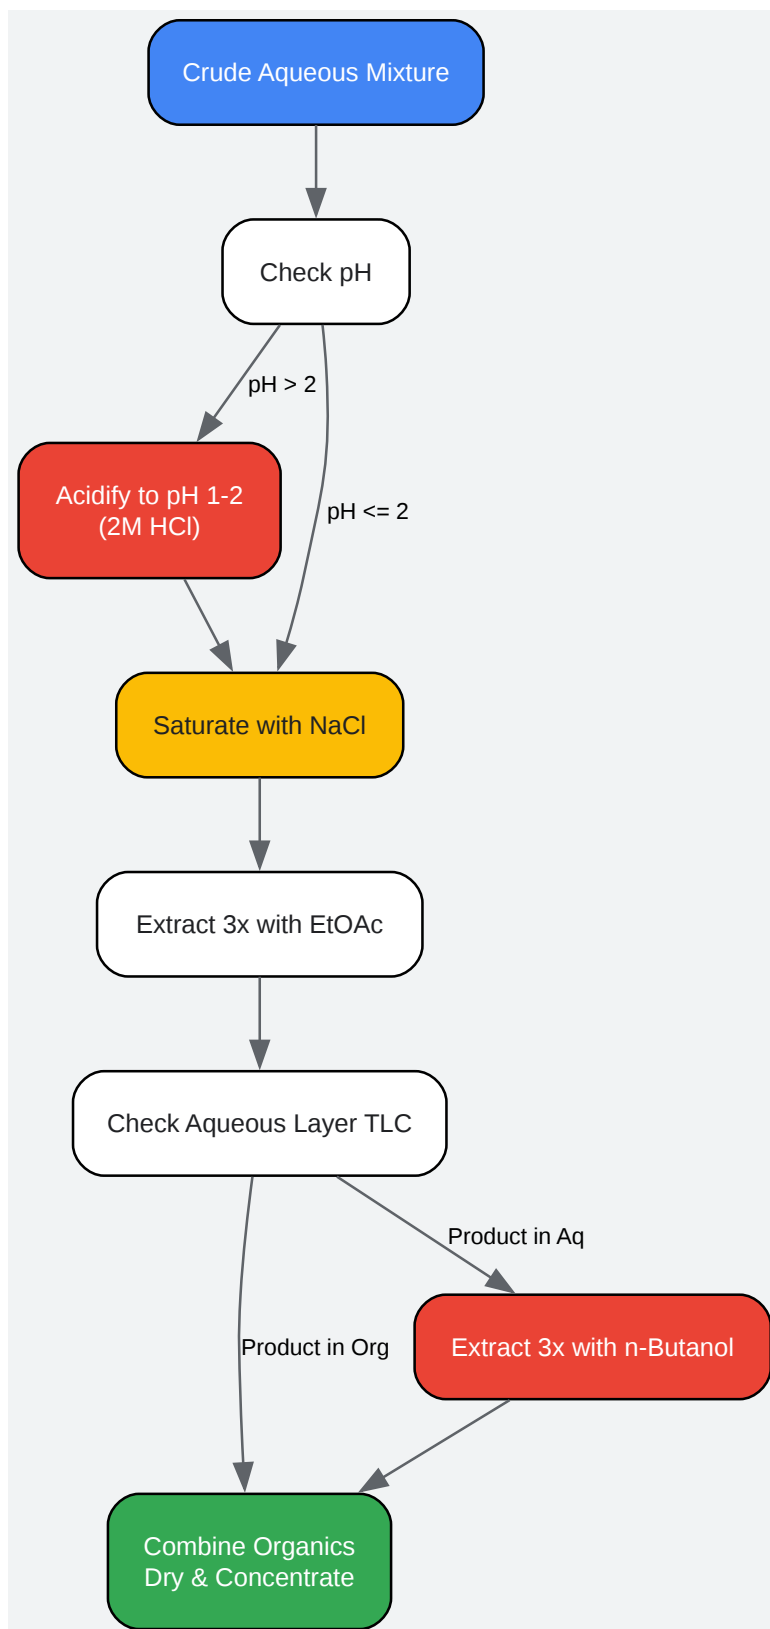 Crude Aqueous Mixture
Check pH
pH > 2
Acidify to pH 1-2
(2M HCl)
pH <= 2
Saturate with NaCl
Extract 3x with EtOAc
Check Aqueous Layer TLC
Product in Aq
Product in Org
Extract 3x with n-Butanol
Combine Organics
Dry & Concentrate